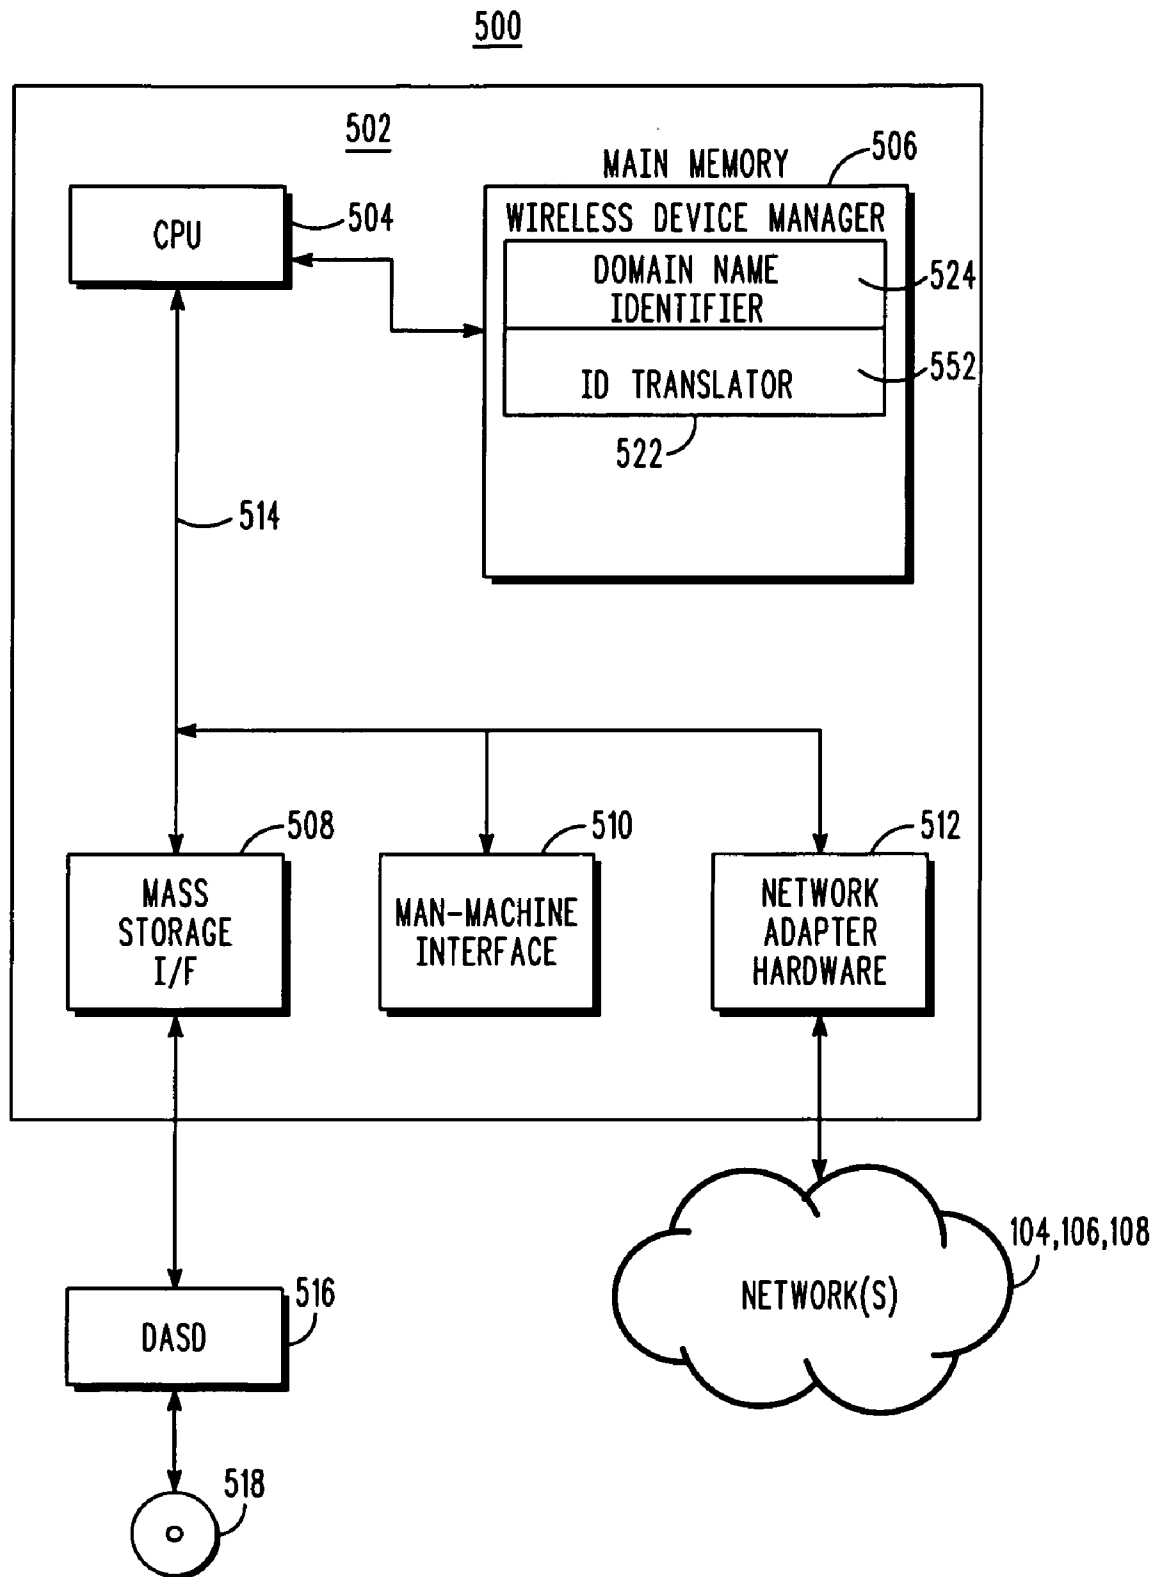 500
502
MAIN MEMORY
506
CPU
504
WIRELESS DEVICE MANAGER
DOMAIN NAME
IDENTIFIER
524
ID TRANSLATOR
552
522
514
508
510
512
MASS
STORAGE
I/F
MAN-MACHINE
INTERFACE
NETWORK
ADAPTER
HARDWARE
104,106,108
NETWORK(S)
516
DASD
518